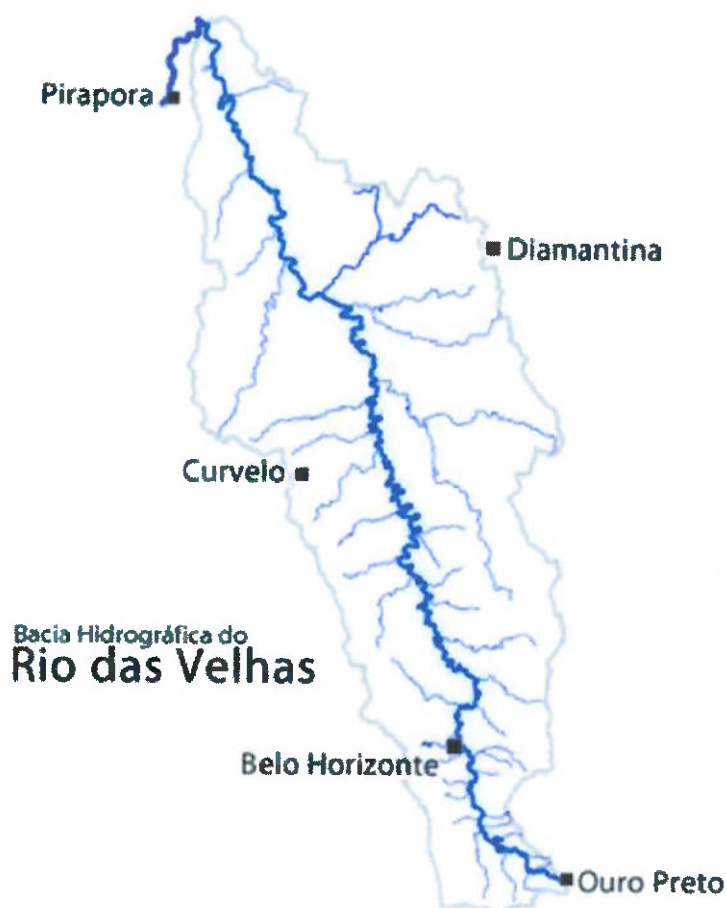 Pirapora
Diamantina
Curvelo
Bacia Hidrográfica do
Rio das Velhas
Belo Horizonte
Ouro Preto